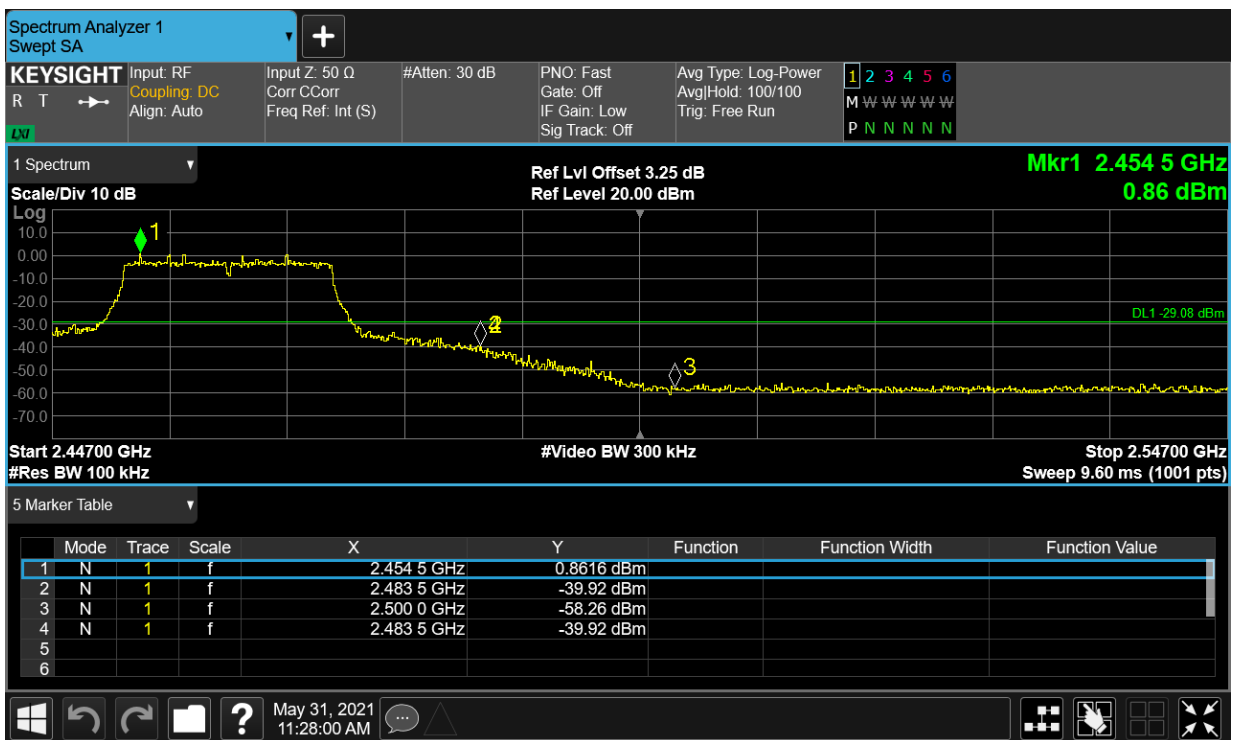 Spectrum Analyzer 1
Swept SA
+
KEYSIGHT
R T
LXI
Input: RF
Coupling: DC
Align: Auto
Input Z: 50 Ω
Corr CCorr
Freq Ref: Int (S)
#Atten: 30 dB
PNO: Fast
Gate: Off
IF Gain: Low
Sig Track: Off
Avg Type: Log-Power
Avg|Hold: 100/100
Trig: Free Run
1 2 3 4 5 6
M W W W W W
P N N N N N
1 Spectrum
Scale/Div 10 dB
Ref Lvl Offset 3.25 dB
Ref Level 20.00 dBm
Mkr1 2.454 5 GHz
0.86 dBm
Log
10.0
0.00
-10.0
-20.0
-30.0
-40.0
-50.0
-60.0
-70.0
1
2
4
3
DL1 -29.08 dBm
Start 2.44700 GHz
#Res BW 100 kHz
#Video BW 300 kHz
Stop 2.54700 GHz
Sweep 9.60 ms (1001 pts)
5 Marker Table
Mode Trace Scale X Y Function Function Width Function Value
1 N 1 f 2.454 5 GHz 0.8616 dBm
2 N 1 f 2.483 5 GHz -39.92 dBm
3 N 1 f 2.500 0 GHz -58.26 dBm
4 N 1 f 2.483 5 GHz -39.92 dBm
5
6
?
May 31, 2021
11:28:00 AM